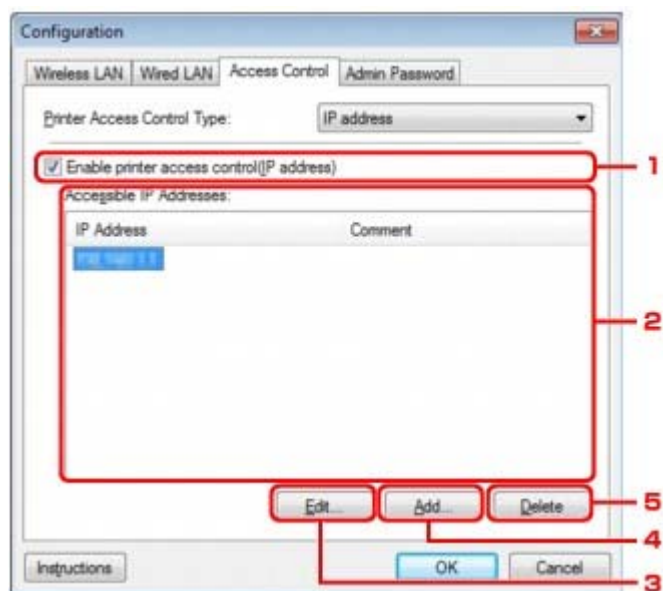 Configuration
Wireless LAN Wired LAN Access Control Admin Password
Printer Access Control Type: IP address
Enable printer access control(IP address) 1
Accessible IP Addresses:
IP Address Comment
2
Edit... Add... Delete 5
4
Instructions OK Cancel
3